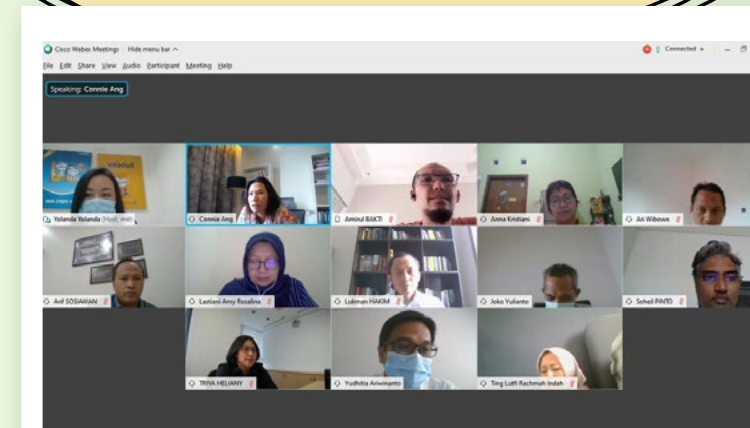 Cisco Webex Meetings
Hide menu bar
Connected
File Edit Share View Audio Participant Meeting Help
Speaking: Connie Ang
Bebelac
Yolanda Yolanda (Host, me)
Connie Ang
Aminul BAKTI
Anna Kristiani
Ari Wibowo
Arif SOSIAWAN
Lestiani Amy Rosalina
Lukman HAKIM
Joko Yulianto
Soheil PINTO
TRIYA HELIANY
Yudhitia Ariwinanto
Ting Lutfi Rachmah Indah